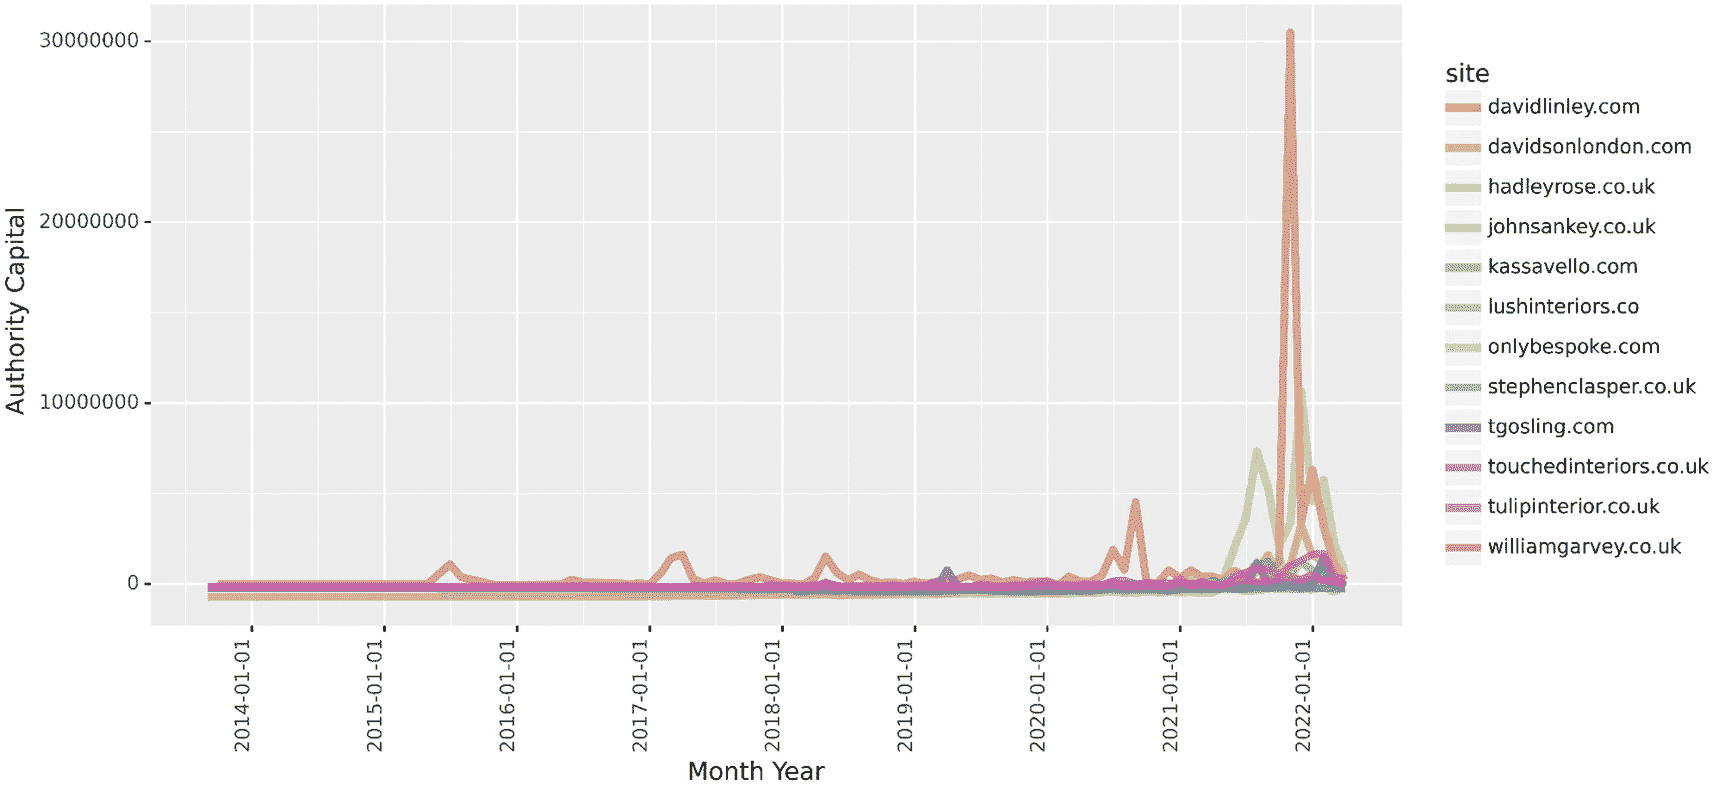 Authority Capital
30000000
20000000
10000000
0
2014-01-01
2015-01-01
2016-01-01
2017-01-01
2018-01-01
2019-01-01
2020-01-01
2021-01-01
2022-01-01
Month Year
site
davidlinley.com
davidsonlondon.com
hadleyrose.co.uk
johnsankey.co.uk
kassavello.com
lushinteriors.co
onlybespoke.com
stephenclasper.co.uk
tgosling.com
touchedinteriors.co.uk
tulipinterior.co.uk
williamgarvey.co.uk